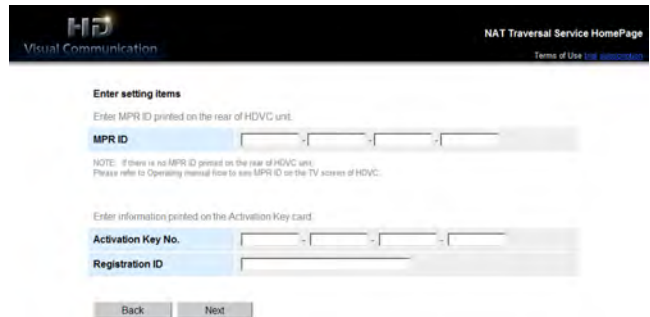 HD
Visual Communication
NAT Traversal Service HomePage
Terms of Use trial subscription
Enter setting items
Enter MPR ID printed on the rear of HDVC unit.
MPR ID - - -
NOTE: If there is no MPR ID printed on the rear of HDVC unit,
Please refer to Operating manual how to see MPR ID on the TV screen of HDVC.
Enter information printed on the Activation Key card.
Activation Key No. - - -
Registration ID
Back Next